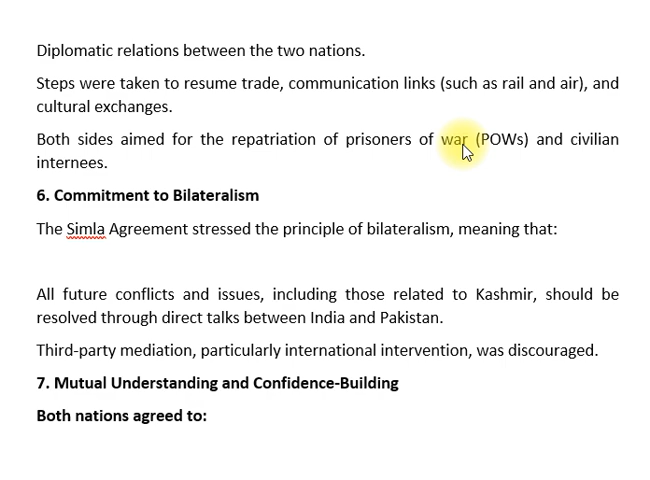 Diplomatic relations between the two nations.
Steps were taken to resume trade, communication links (such as rail and air), and
cultural exchanges.
Both sides aimed for the repatriation of prisoners of war (POWs) and civilian
internees.
6. Commitment to Bilateralism
The Simla Agreement stressed the principle of bilateralism, meaning that:
All future conflicts and issues, including those related to Kashmir, should be
resolved through direct talks between India and Pakistan.
Third-party mediation, particularly international intervention, was discouraged.
7. Mutual Understanding and Confidence-Building
Both nations agreed to: